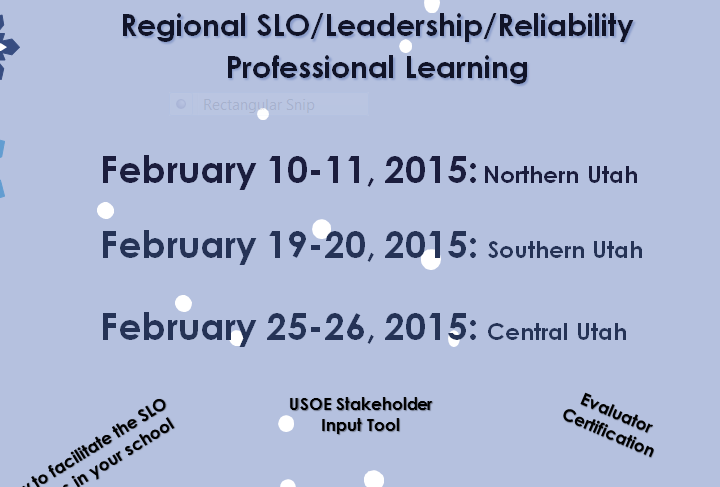 Regional SLO/Leadership/Reliability
Professional Learning
Rectangular Snip
February 10-11, 2015: Northern Utah
February 19-20, 2015: Southern Utah
February 25-26, 2015: Central Utah
to facilitate the SLO
in your school
USOE Stakeholder
Input Tool
Evaluator
Certification